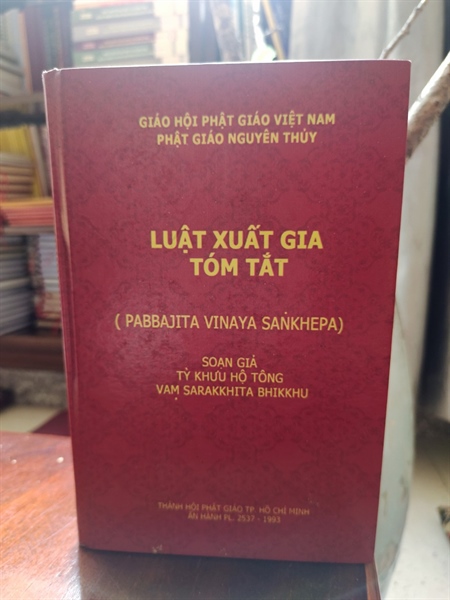 GIÁO HỘI PHẬT GIÁO VIỆT NAM
PHẬT GIÁO NGUYÊN THỦY
LUẬT XUẤT GIA
TÓM TẮT
( PABBAJITA VINAYA SAṄKHEPA)
SOẠN GIẢ
TỲ KHƯU HỘ TÔNG
VAṂ SARAKKHITA BHIKKHU
THÀNH HỘI PHẬT GIÁO TP. HỒ CHÍ MINH
ẤN HÀNH PL. 2537 - 1993